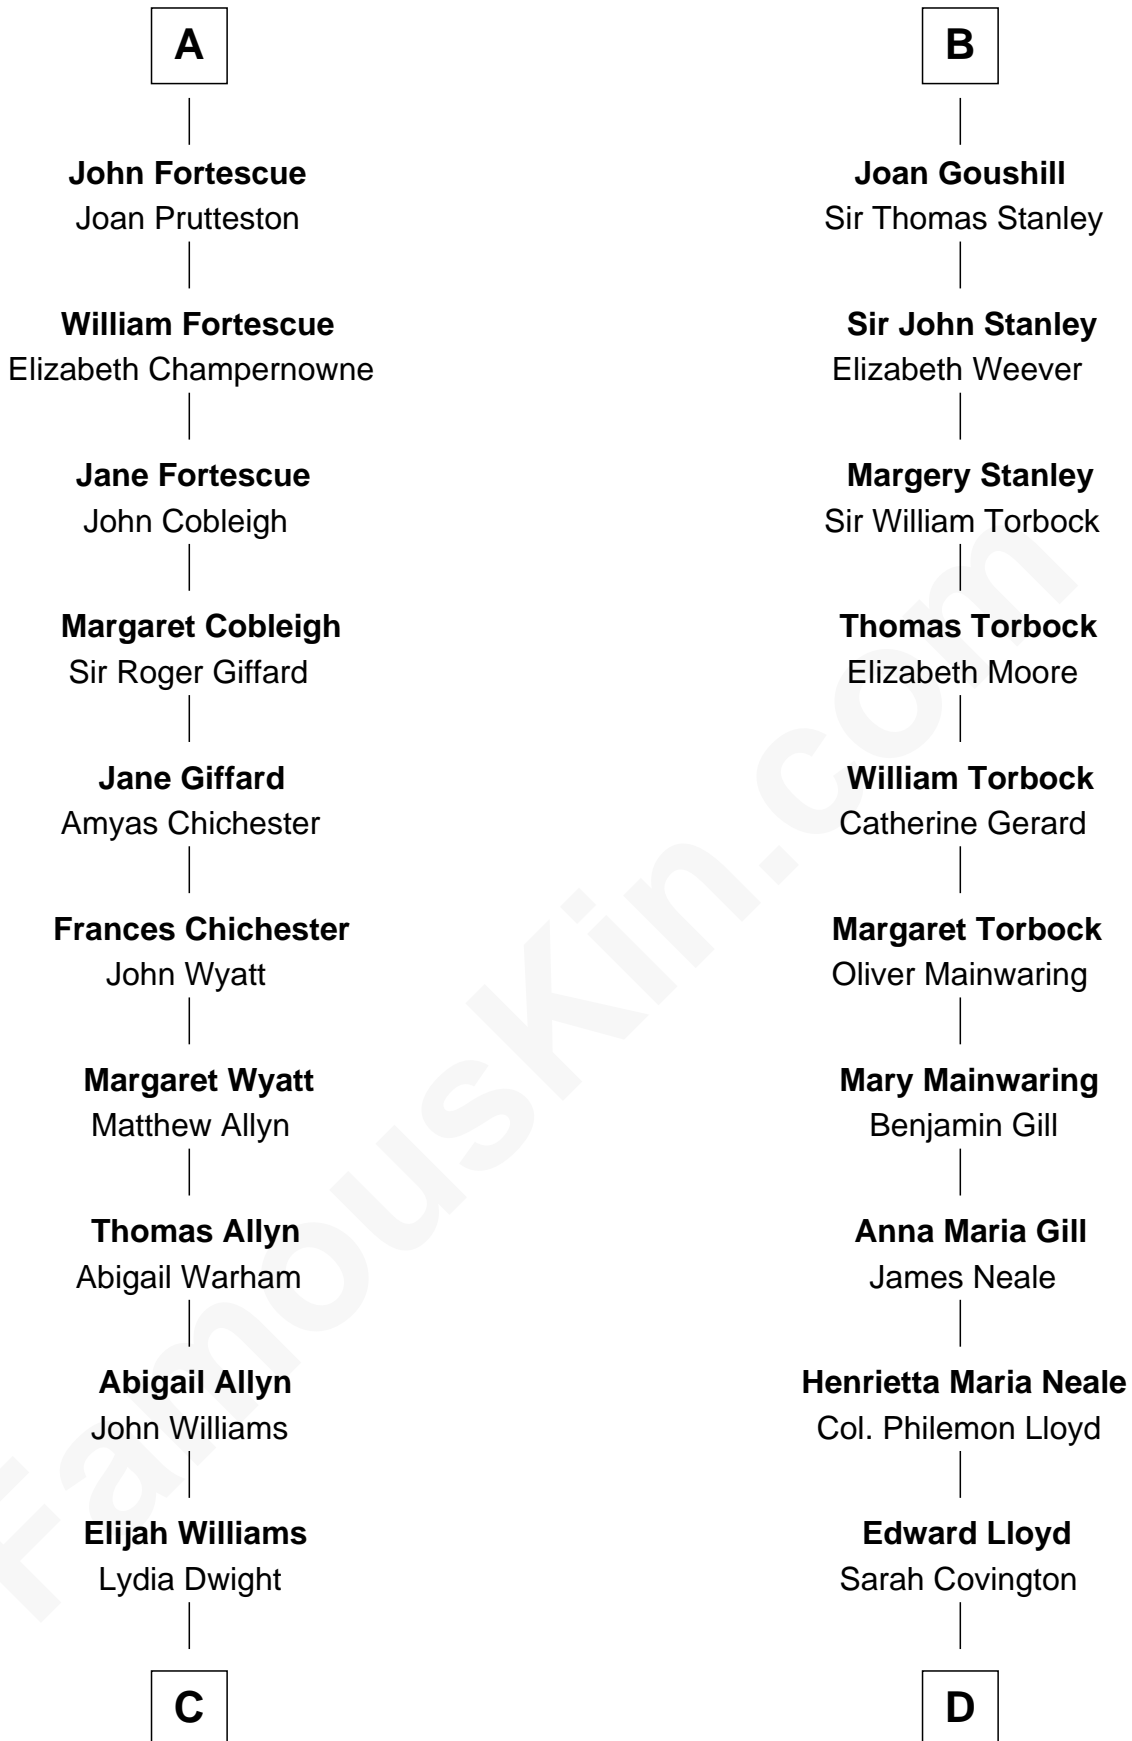 A
John Fortescue
Joan Prutteston
William Fortescue
Elizabeth Champernowne
Jane Fortescue
John Cobleigh
Margaret Cobleigh
Sir Roger Giffard
Jane Giffard
Amyas Chichester
Frances Chichester
John Wyatt
Margaret Wyatt
Matthew Allyn
Thomas Allyn
Abigail Warham
Abigail Allyn
John Williams
Elijah Williams
Lydia Dwight
C
B
Joan Goushill
Sir Thomas Stanley
Sir John Stanley
Elizabeth Weever
Margery Stanley
Sir William Torbock
Thomas Torbock
Elizabeth Moore
William Torbock
Catherine Gerard
Margaret Torbock
Oliver Mainwaring
Mary Mainwaring
Benjamin Gill
Anna Maria Gill
James Neale
Henrietta Maria Neale
Col. Philemon Lloyd
Edward Lloyd
Sarah Covington
D
FamousKin.com